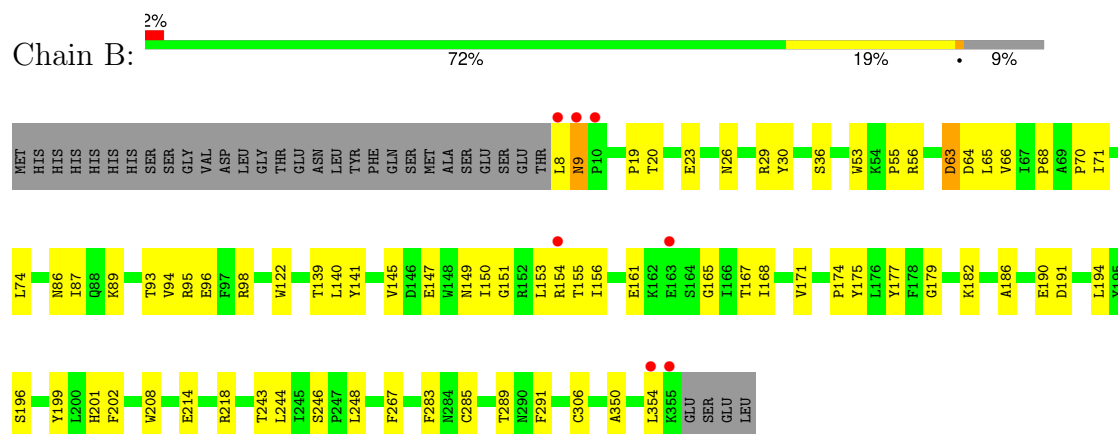 2%
Chain B:
72% 19% • 9%
MET HIS HIS HIS HIS HIS HIS SER SER GLY VAL ASP LEU GLY THR GLU ASN LEU TYR PHE GLN SER MET ALA SER GLU SER GLU THR L8 N9 P10 P19 T20 E23 N26 R29 Y30 S36 W53 K54 P55 R56 D63 D64 L65 V66 I67 P68 A69 P70 I71
L74 N86 I87 Q88 K89 T93 V94 R95 E96 F97 R98 W122 T139 L140 Y141 V145 D146 E147 W148 N149 I150 G151 R152 L153 R154 T155 I156 E161 K162 E163 S164 G165 I166 T167 I168 V171 P174 Y175 L176 Y177 F178 G179 K182 A186 E190 D191 L194
S196 Y199 L200 H201 F202 W208 E214 R218 T243 L244 I245 S246 P247 L248 F267 F283 N284 C285 T289 N290 F291 C306 A350 L354 K355 GLU SER GLU LEU